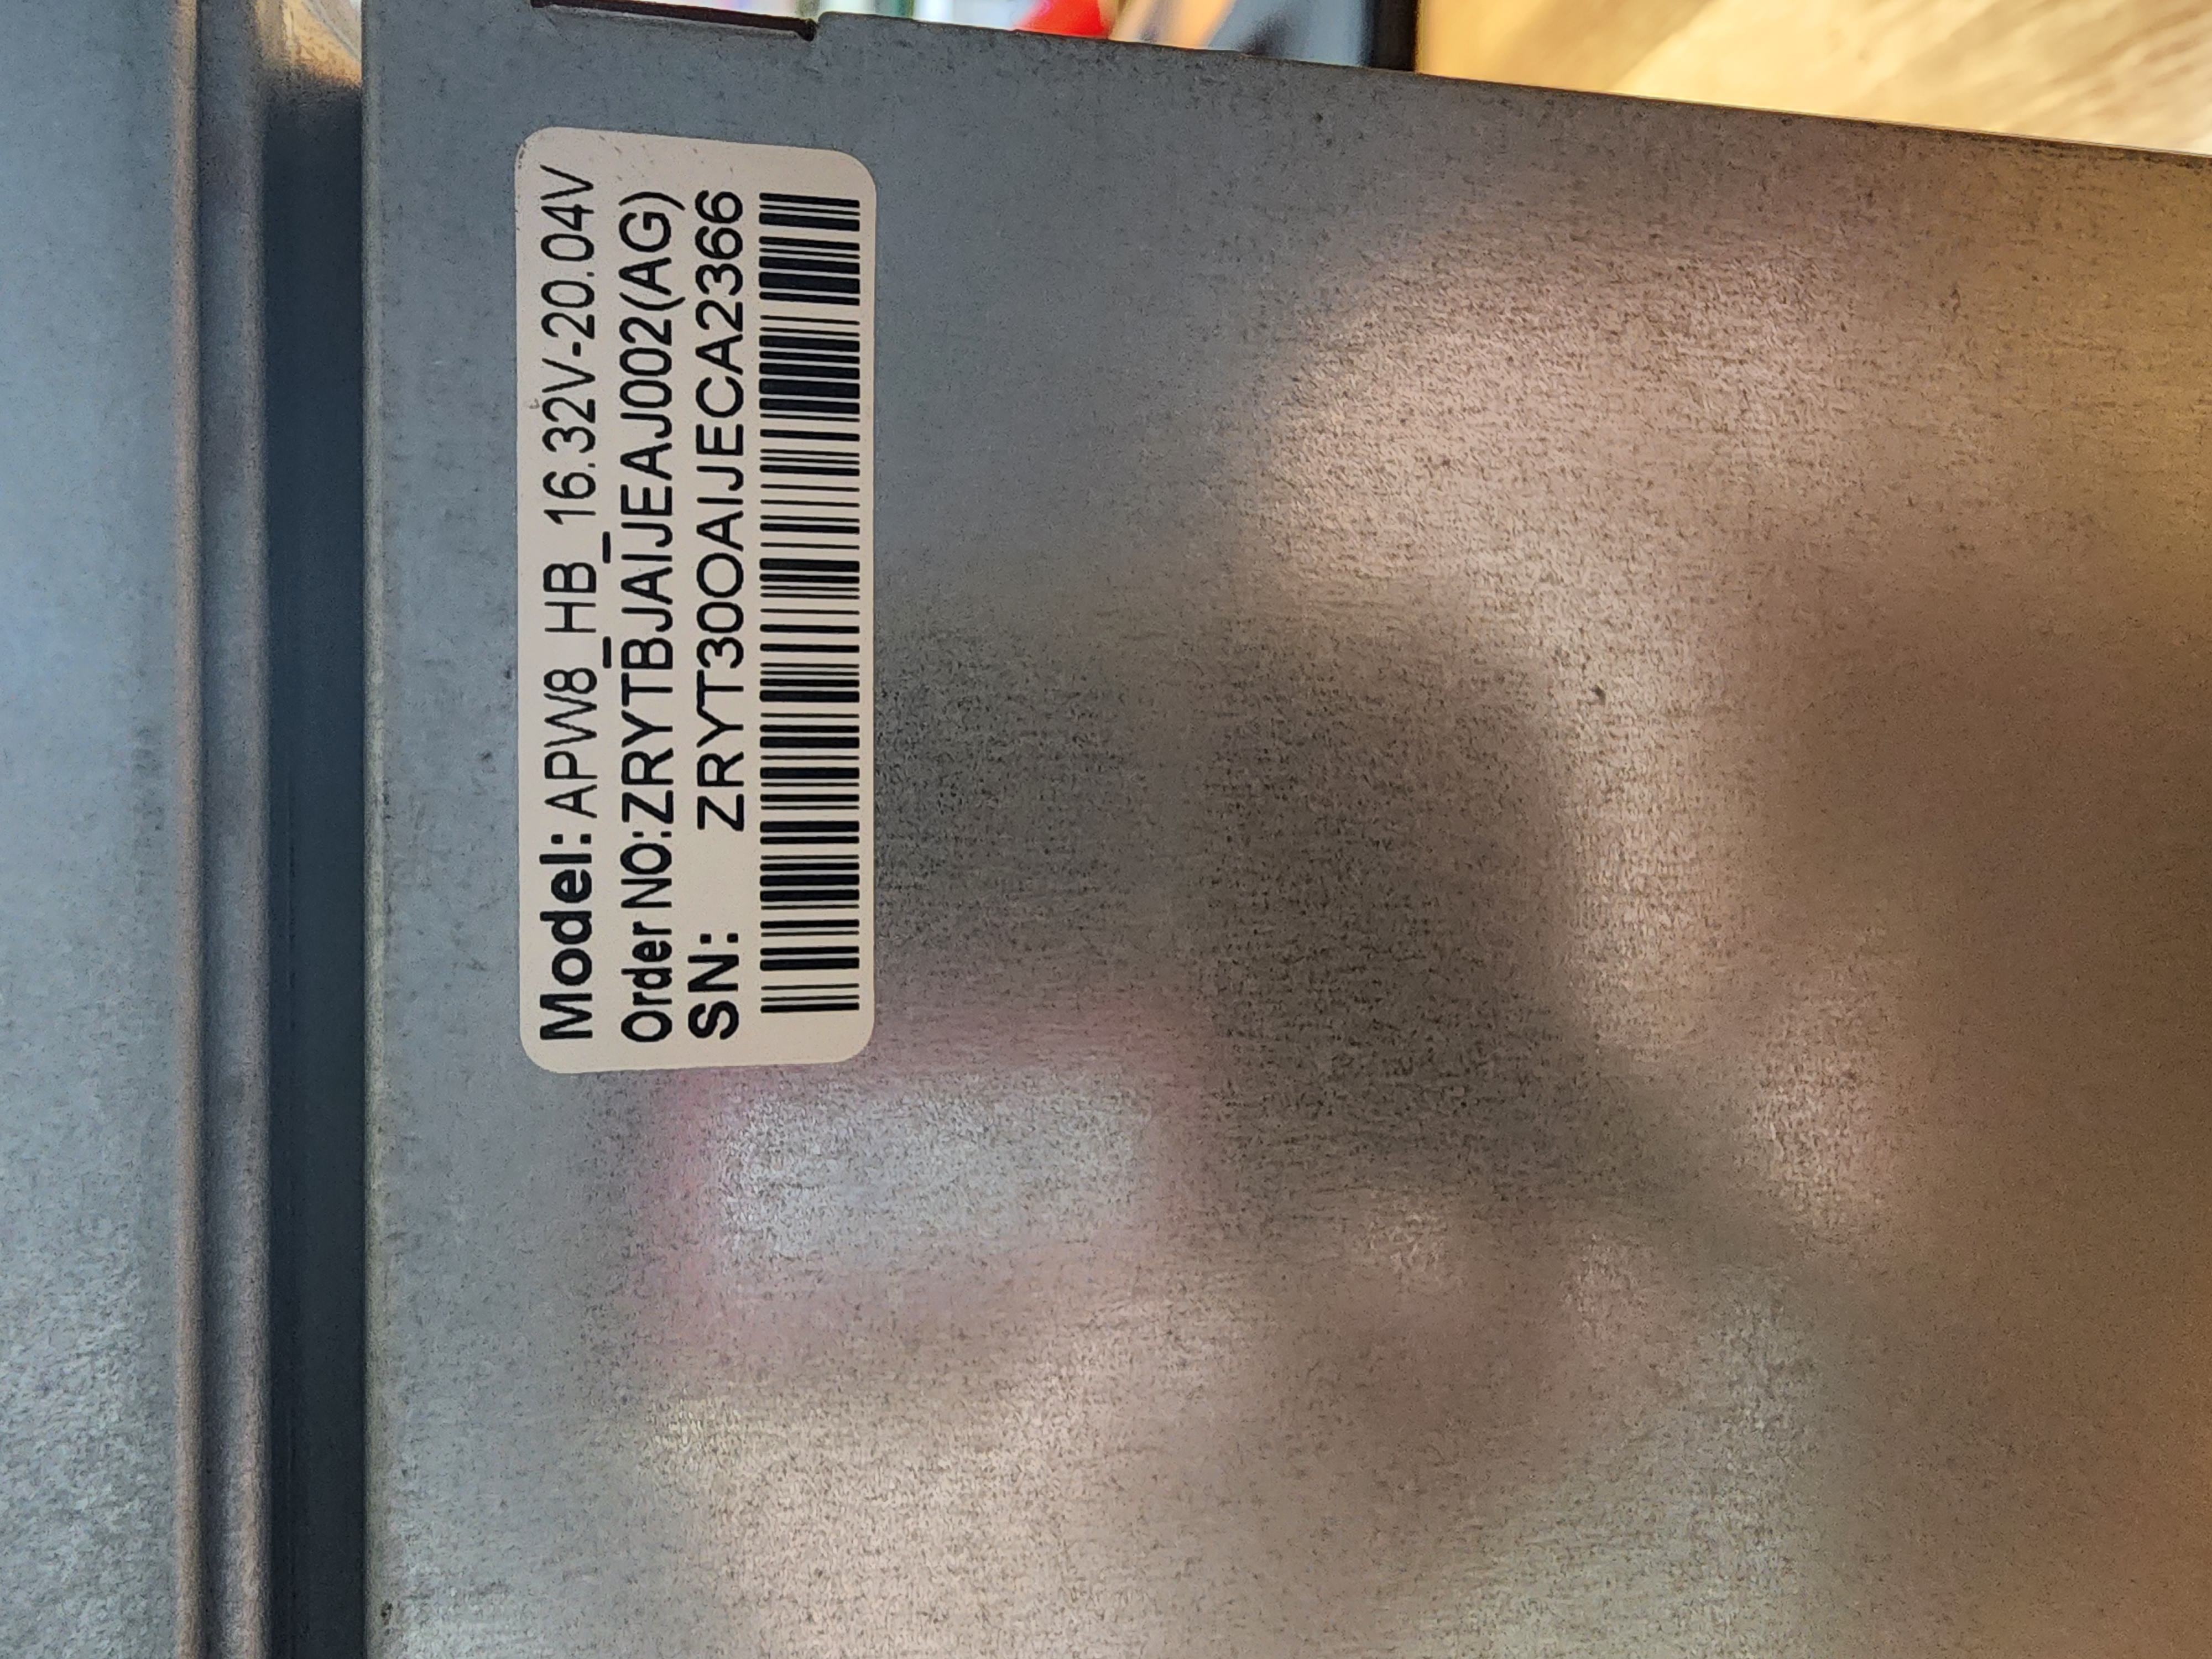 Model: APW8_HB_16.32V-20.04V
Order NO:ZRYTBJAIJEAJ002(AG)
SN: ZRYT30OAIJECA2366